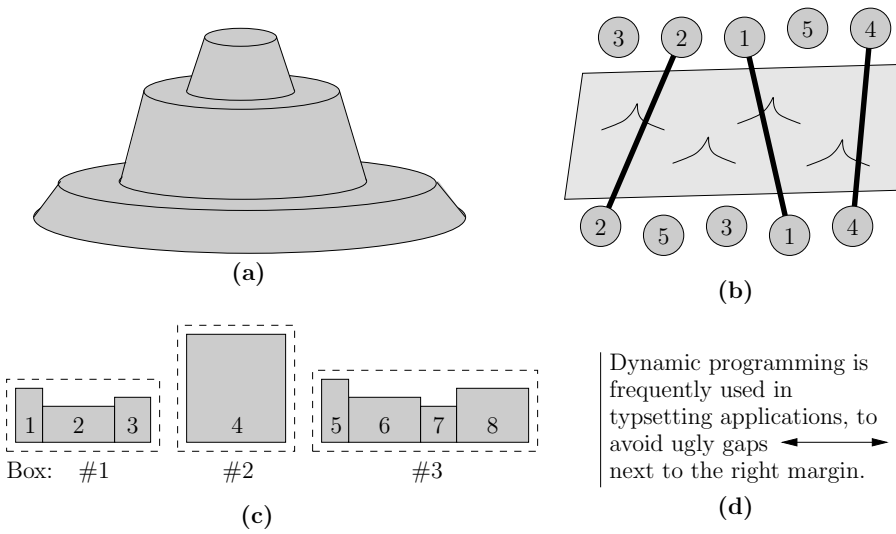 3 2 1 5 4
2 5 3 1 4
(a)
(b)
1 2 3 4 5 6 7 8
Box: #1 #2 #3
(c)
Dynamic programming is
frequently used in
typsetting applications, to
avoid ugly gaps
next to the right margin.
(d)